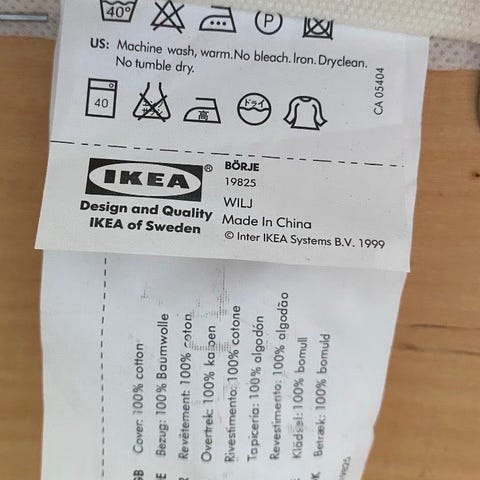 40°
P
US: Machine wash, warm. No bleach. Iron. Dryclean.
No tumble dry.
40
サラシ
高
ドライ
CA 05404
IKEA®
Design and Quality
IKEA of Sweden
BÖRJE
19825
WILJ
Made In China
© Inter IKEA Systems B.V. 1999
GB Cover: 100% cotton
Bezug: 100% Baumwolle
Revêtement: 100% coton
Overtrek: 100% katoen
Rivestimento: 100% cotone
Tapicería: 100% algodón
Revestimento: 100% algodão
Klädsel: 100% bomull
Betræk: 100% bomuld